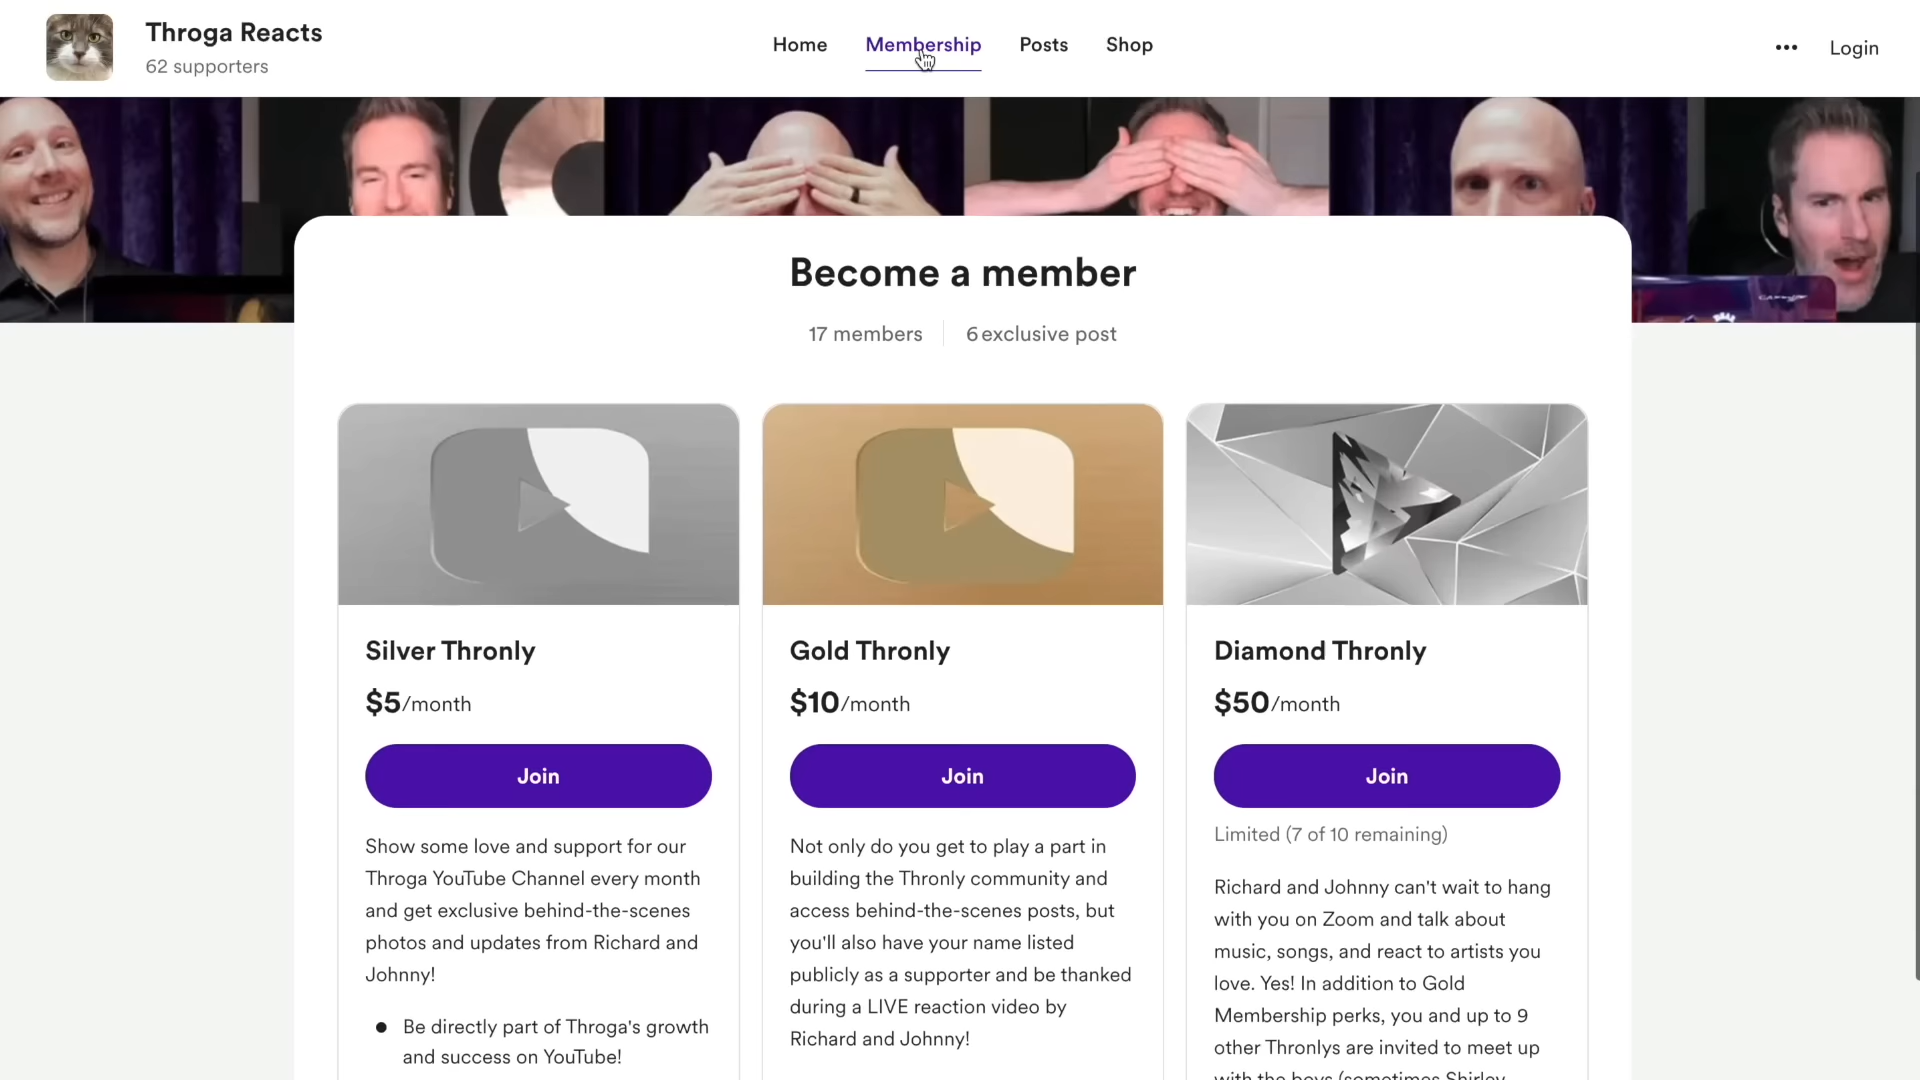 Throga Reacts
62 supporters
Home
Membership
Posts
Shop
•••
Login
Become a member
17 members
6 exclusive post
Silver Thronly
$5/month
Join
Show some love and support for our
Throga YouTube Channel every month
and get exclusive behind-the-scenes
photos and updates from Richard and
Johnny!
• Be directly part of Throga's growth
and success on YouTube!
Gold Thronly
$10/month
Join
Not only do you get to play a part in
building the Thronly community and
access behind-the-scenes posts, but
you'll also have your name listed
publicly as a supporter and be thanked
during a LIVE reaction video by
Richard and Johnny!
Diamond Thronly
$50/month
Join
Limited (7 of 10 remaining)
Richard and Johnny can't wait to hang
with you on Zoom and talk about
music, songs, and react to artists you
love. Yes! In addition to Gold
Membership perks, you and up to 9
other Thronlys are invited to meet up
with the boys (sometimes Shirley